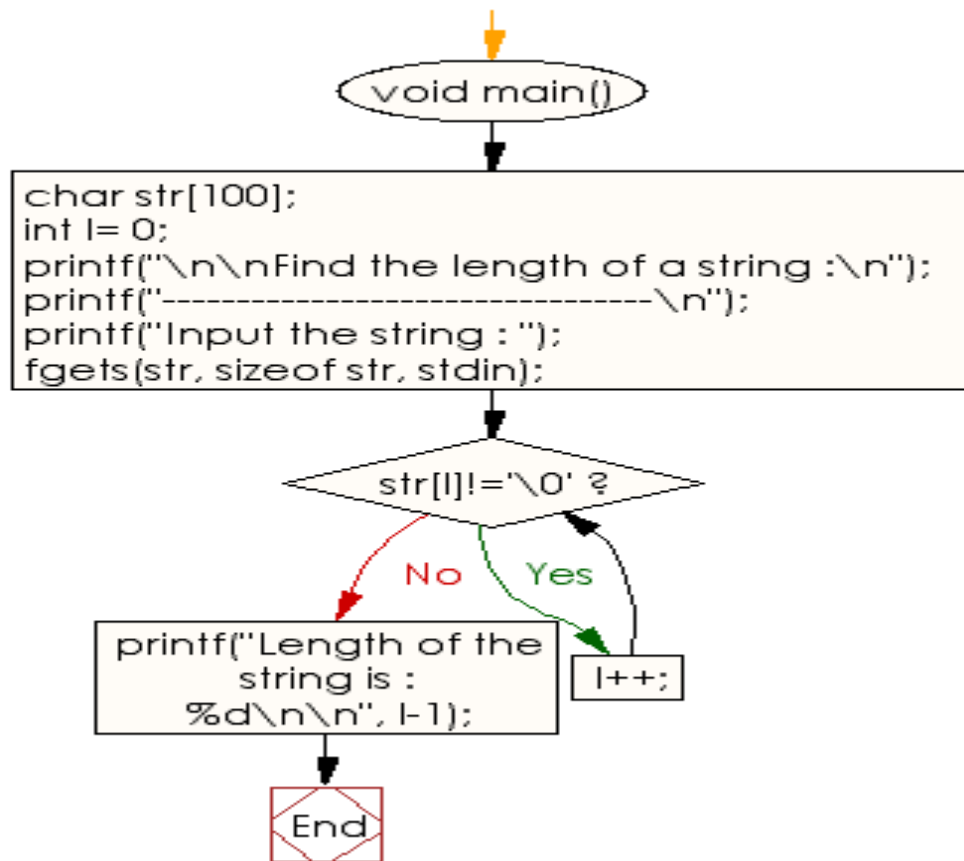 void main()
char str[100];
int l= 0;
printf("\n\nFind the length of a string :\n");
printf("---------------------------------\n");
printf("Input the string : ");
fgets(str, sizeof str, stdin);
str[l]!='\0' ?
No
Yes
printf("Length of the
string is :
%d\n\n", l-1);
l++;
End